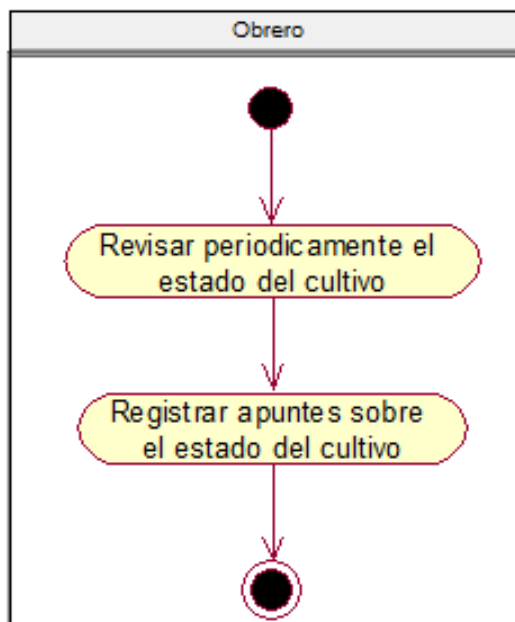 Obrero
Revisar periodicamente el
estado del cultivo
Registrar apuntes sobre
el estado del cultivo